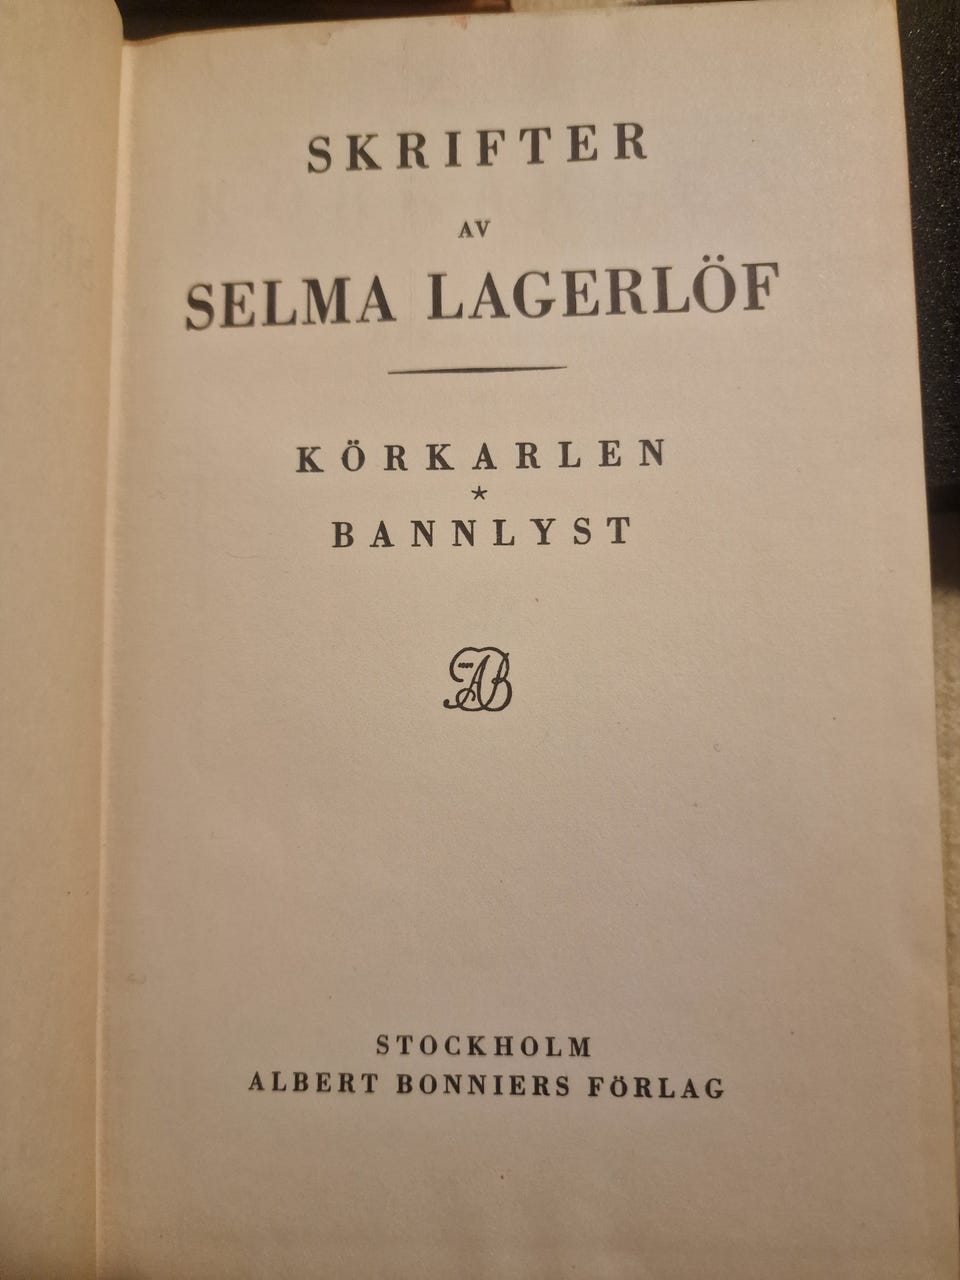 SKRIFTER
AV
SELMA LAGERLÖF
KÖRKARLEN
*
BANNLYST
AB
STOCKHOLM
ALBERT BONNIERS FÖRLAG